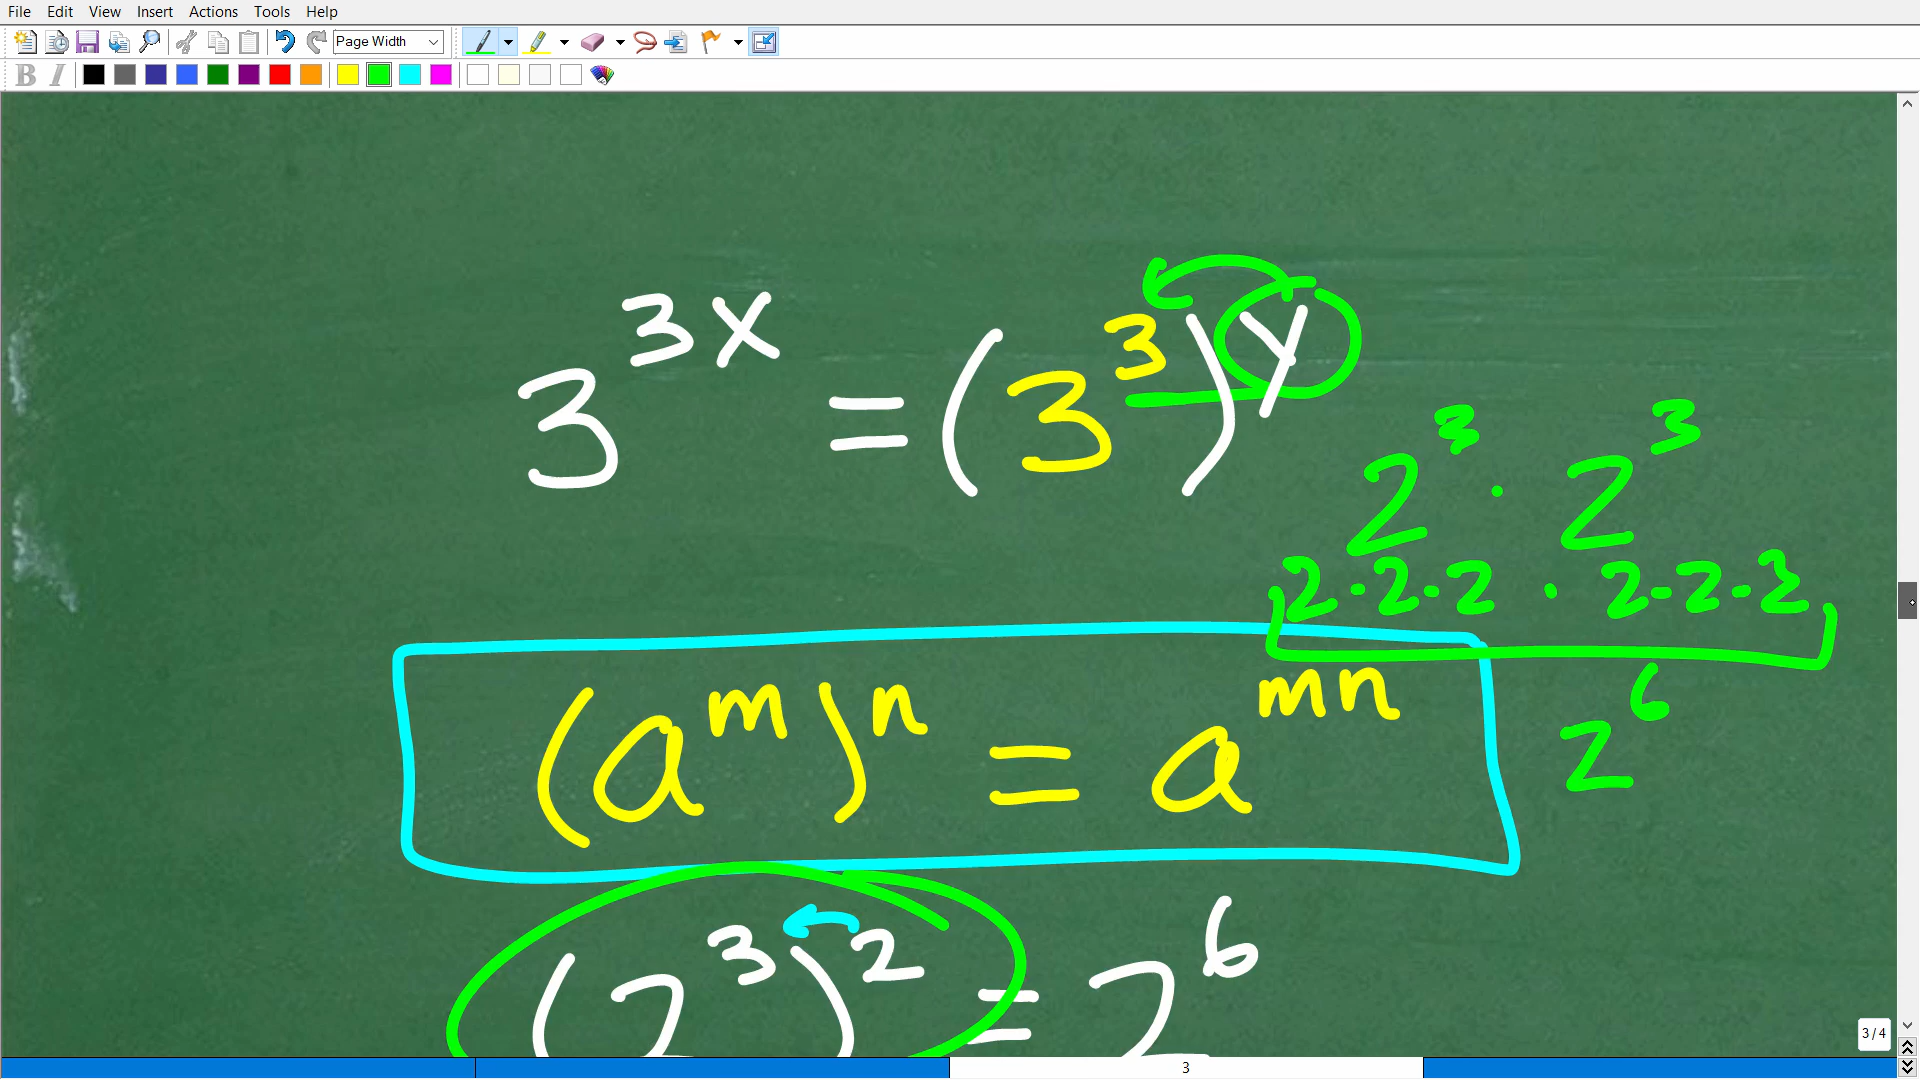 File Edit View Insert Actions Tools Help
Page Width
B I
3^{3x} = (3^3)^y
2^3 · 2^3
2·2·2 · 2·2·2
(a^m)^n = a^{mn}
2^6
(2^3)^2 = 2^6
3 / 4
3